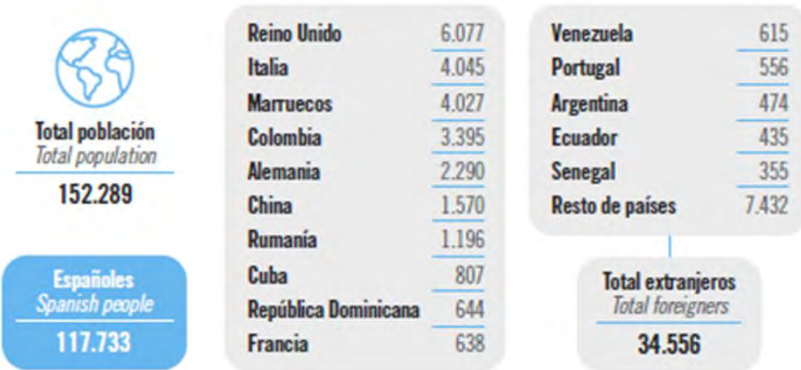 Total población
Total population
152.289
Españoles
Spanish people
117.733
Reino Unido 6.077
Italia 4.045
Marruecos 4.027
Colombia 3.395
Alemania 2.290
China 1.570
Rumanía 1.196
Cuba 807
República Dominicana 644
Francia 638
Venezuela 615
Portugal 556
Argentina 474
Ecuador 435
Senegal 355
Resto de países 7.432
Total extranjeros
Total foreigners
34.556